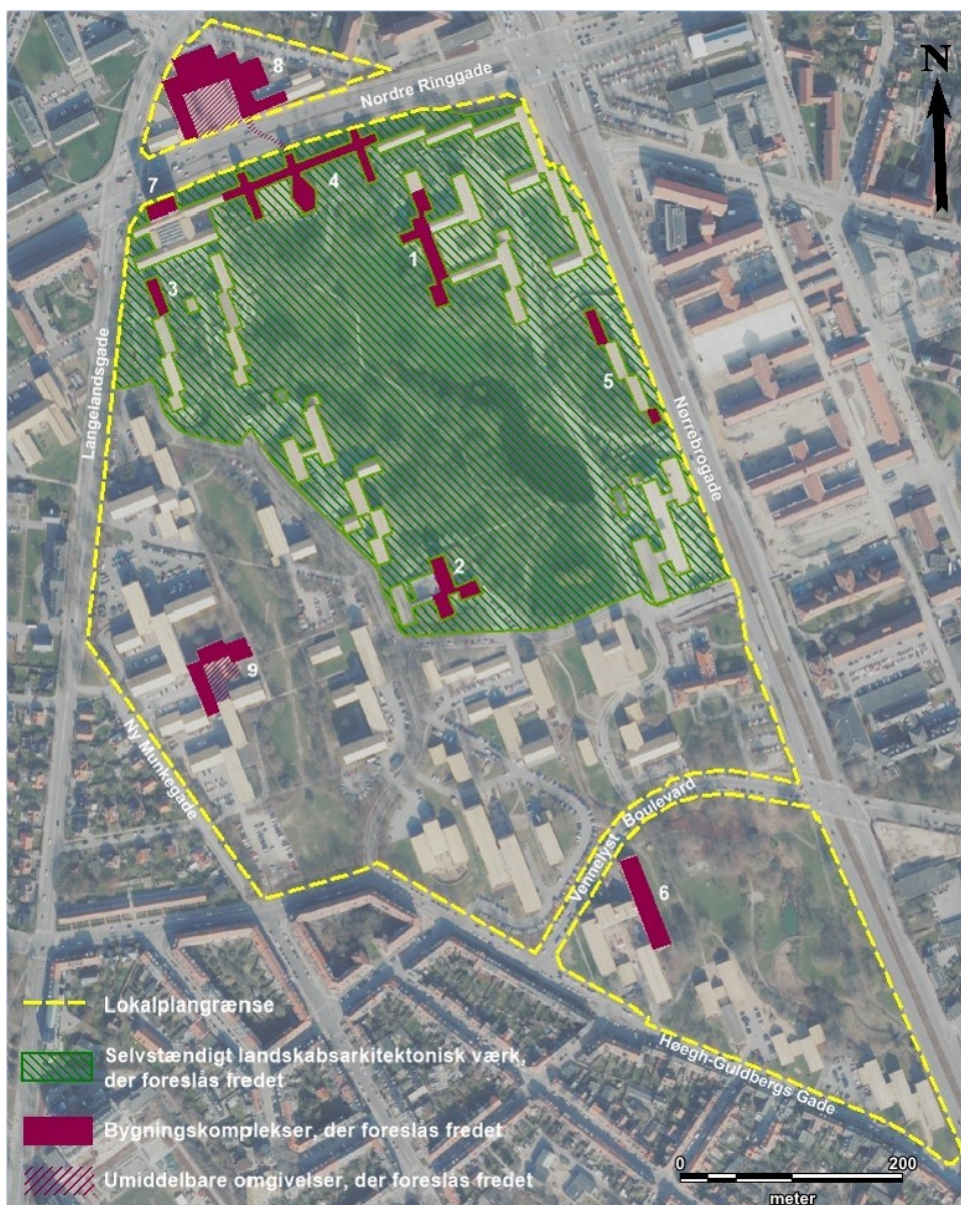 N
8
Nordre Ringgade
7
4
1
3
5
Langelandsgade
Nørrebrogade
2
9
Ny Munkegade
Vennelyst Boulevard
6
Høegh-Guldbergs Gade
Lokalplangrænse
Selvstændigt landskabsarkitektonisk værk,
der foreslås fredet
Bygningskomplekser, der foreslås fredet
Umiddelbare omgivelser, der foreslås fredet
0 200
meter